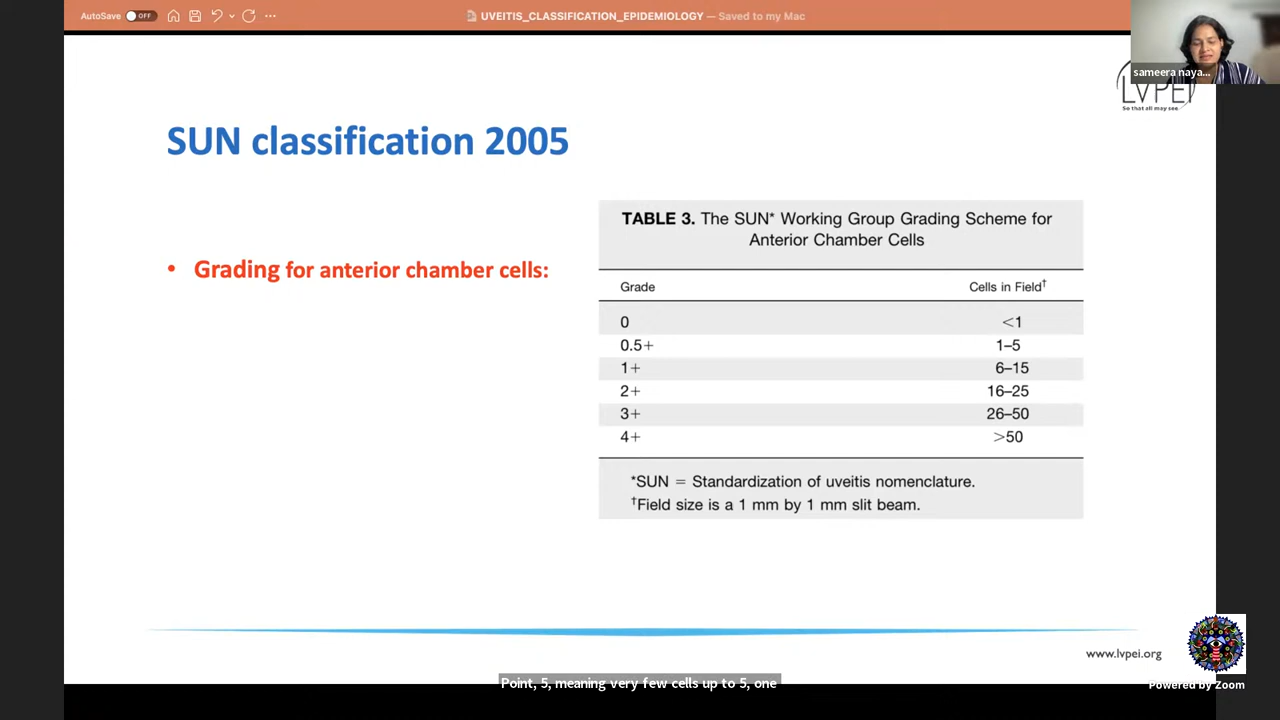 AutoSave OFF
UVEITIS_CLASSIFICATION_EPIDEMIOLOGY — Saved to my Mac
sameera naya...
LVPEI
So that all may see
SUN classification 2005
• Grading for anterior chamber cells:
TABLE 3. The SUN* Working Group Grading Scheme for
Anterior Chamber Cells
Grade Cells in Field†
0 <1
0.5+ 1–5
1+ 6–15
2+ 16–25
3+ 26–50
4+ >50
*SUN = Standardization of uveitis nomenclature.
†Field size is a 1 mm by 1 mm slit beam.
www.lvpei.org
Point, 5, meaning very few cells up to 5, one
Powered by Zoom